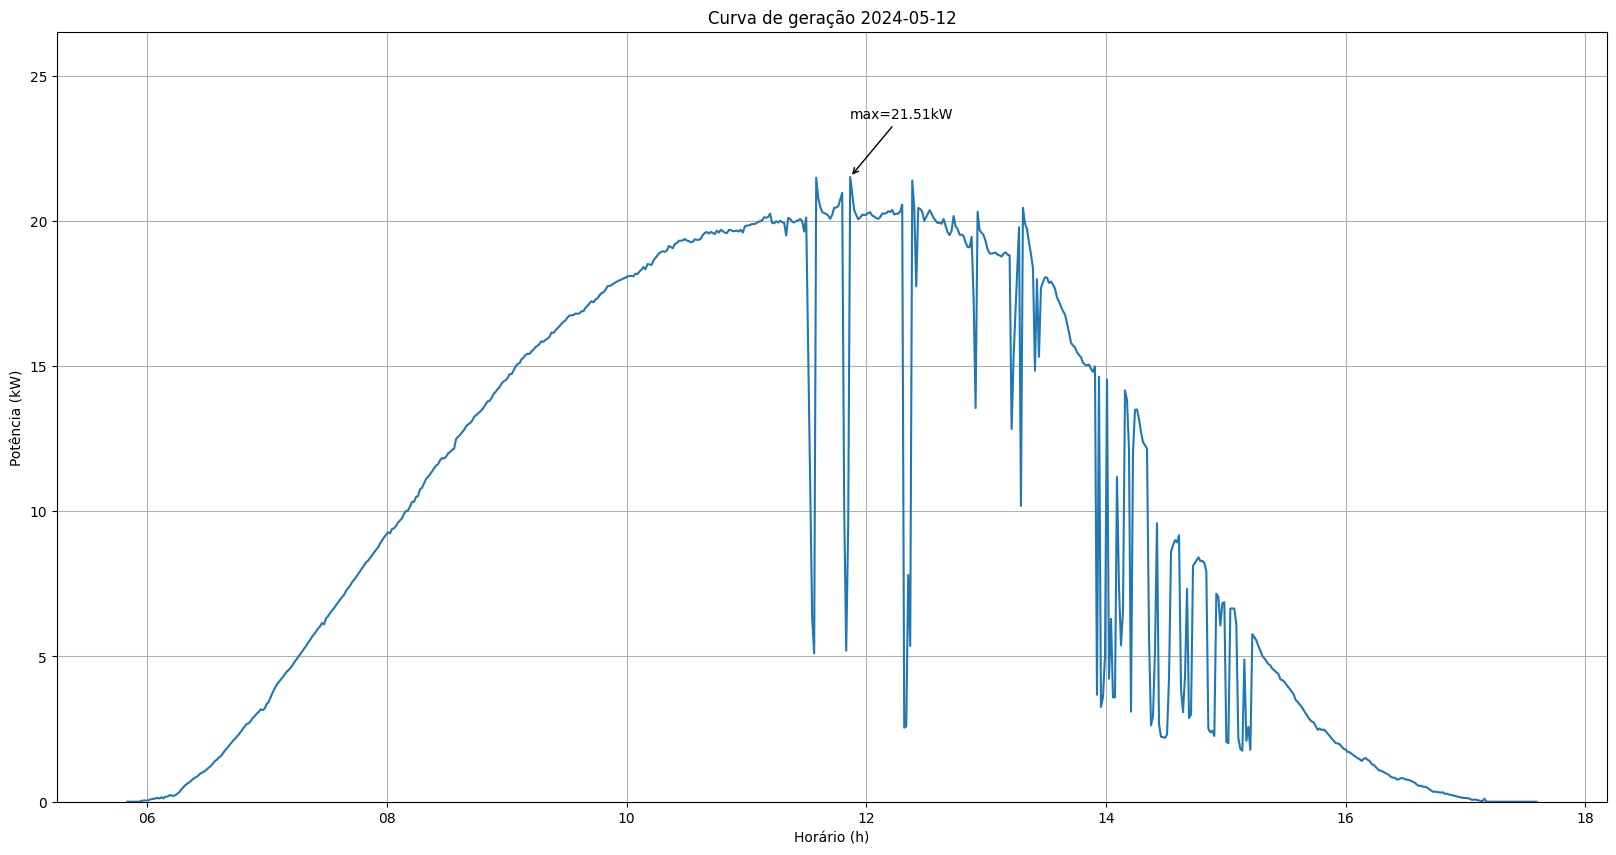 Curva de geração 2024-05-12
25
max=21.51kW
20
15
Potência (kW)
10
5
0
06 08 10 12 14 16 18
Horário (h)